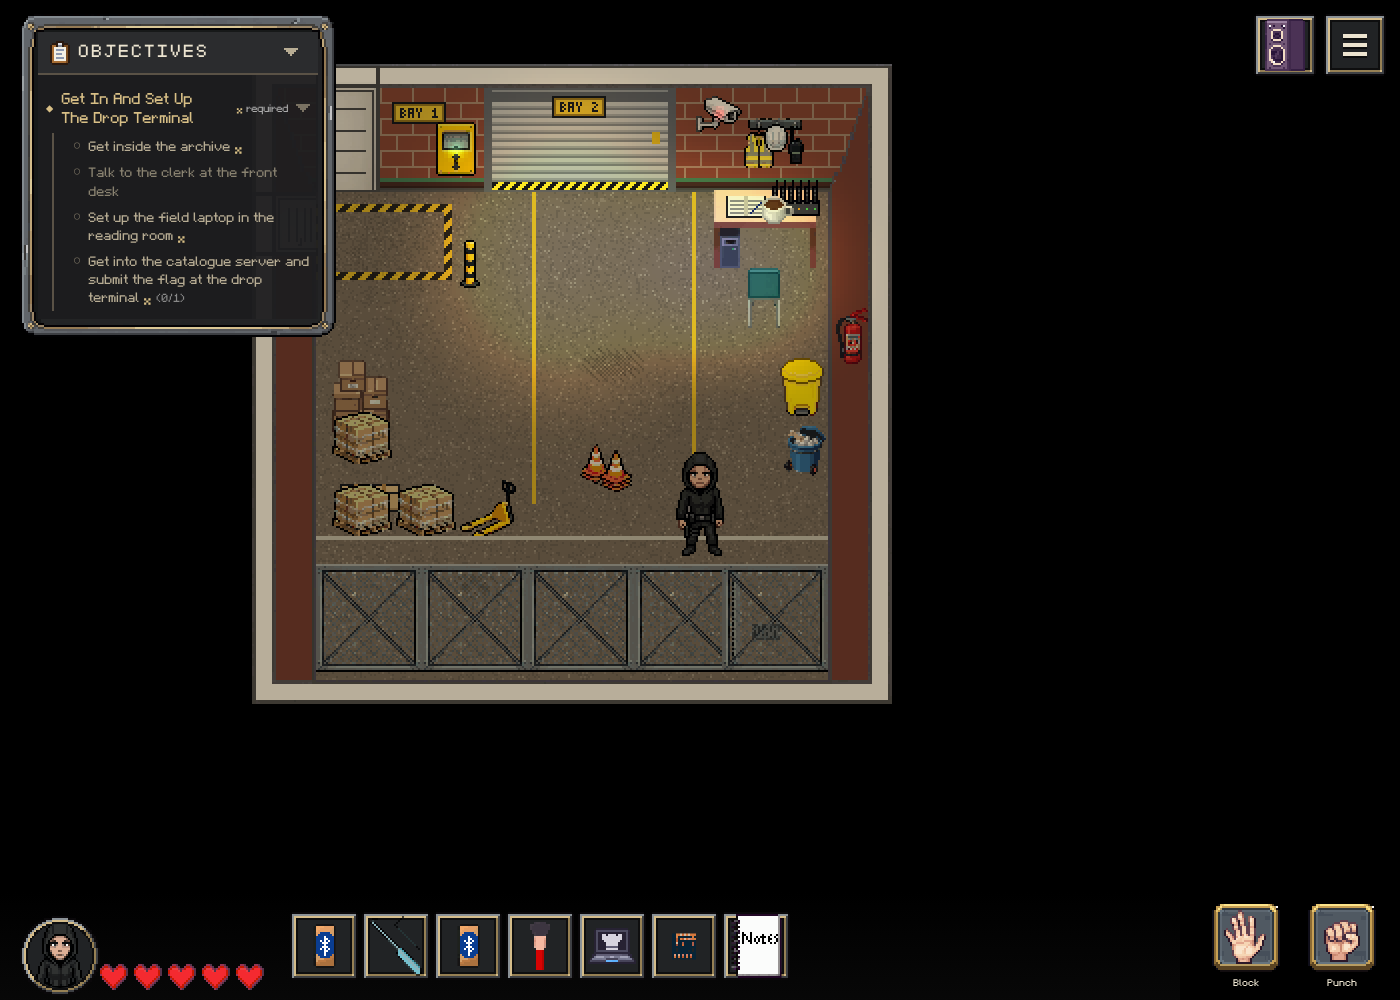 OBJECTIVES
Get In And Set Up
The Drop Terminal
required
Get inside the archive
Talk to the clerk at the front
desk
Set up the field laptop in the
reading room
Get into the catalogue server and
submit the flag at the drop
terminal (0/1)
BAY 1
BAY 2
Notes
Block
Punch